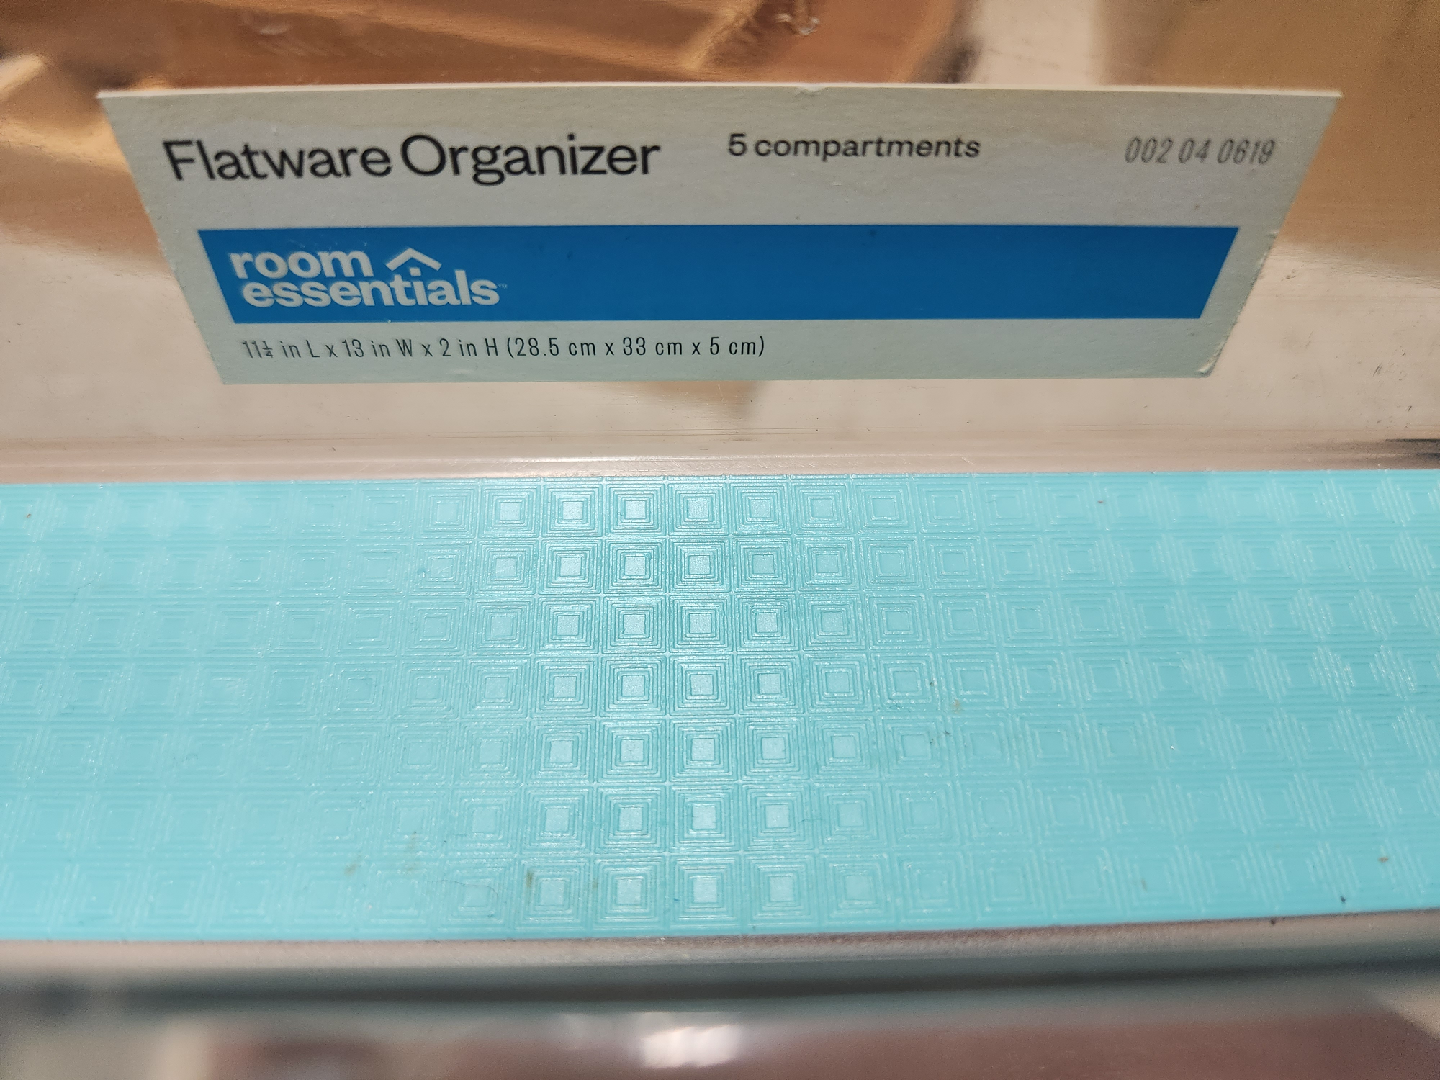 Flatware Organizer 5 compartments 002 04 0619
room
essentials™
11¼ in L x 13 in W x 2 in H (28.5 cm x 33 cm x 5 cm)